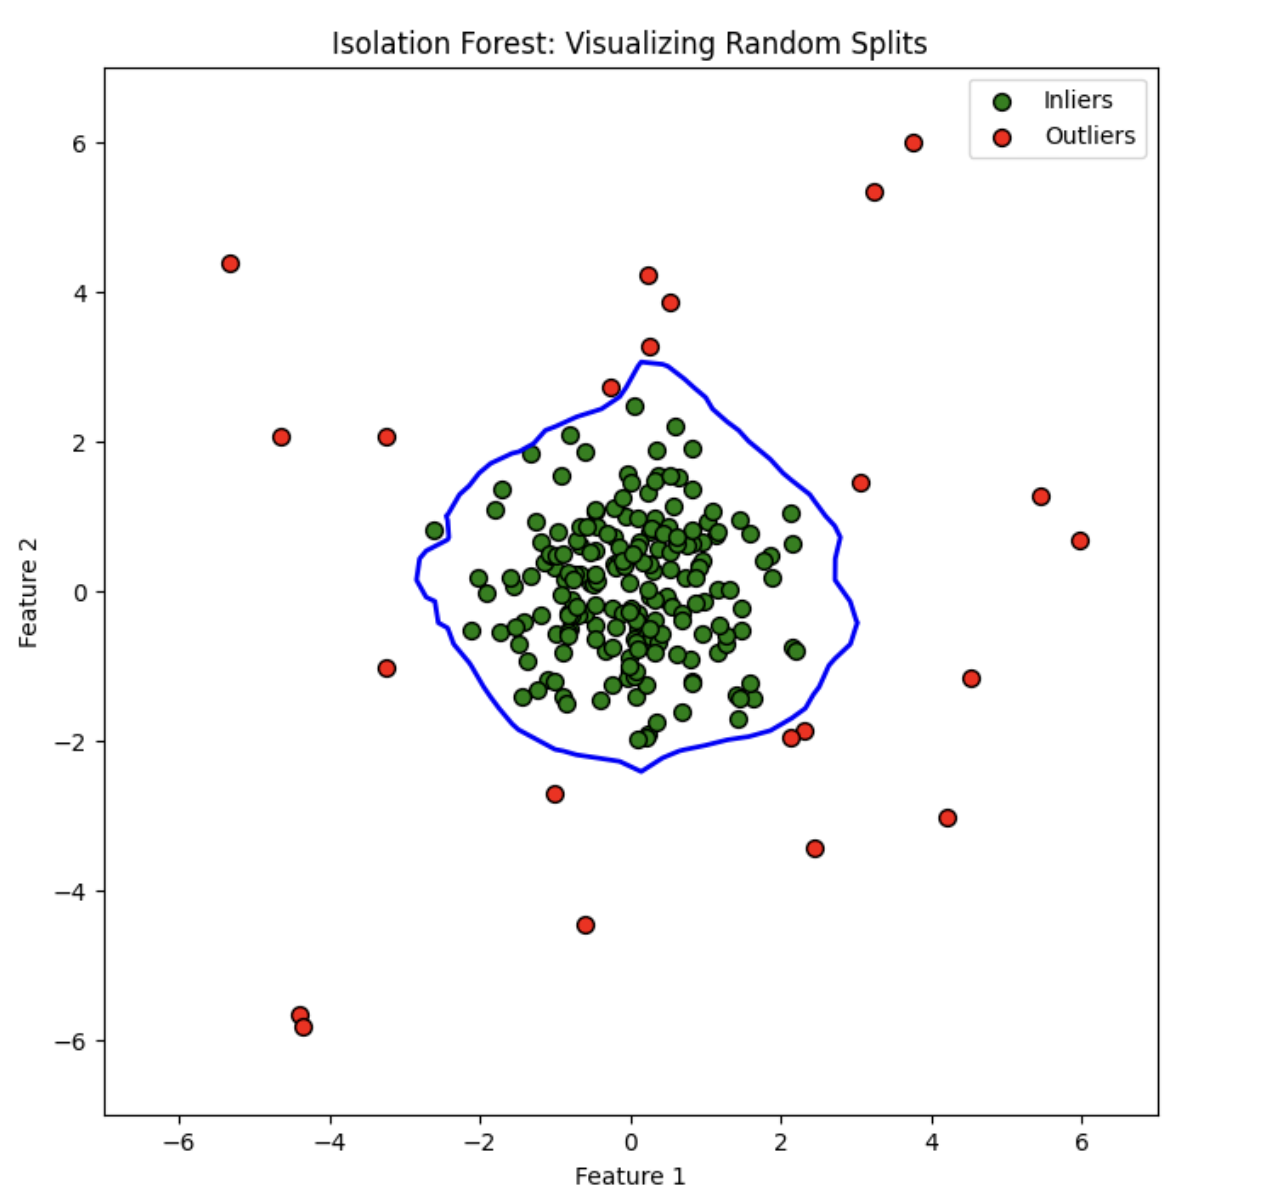 Isolation Forest: Visualizing Random Splits
Inliers
Outliers
6
4
2
0
−2
−4
−6
Feature 2
−6
−4
−2
0
2
4
6
Feature 1